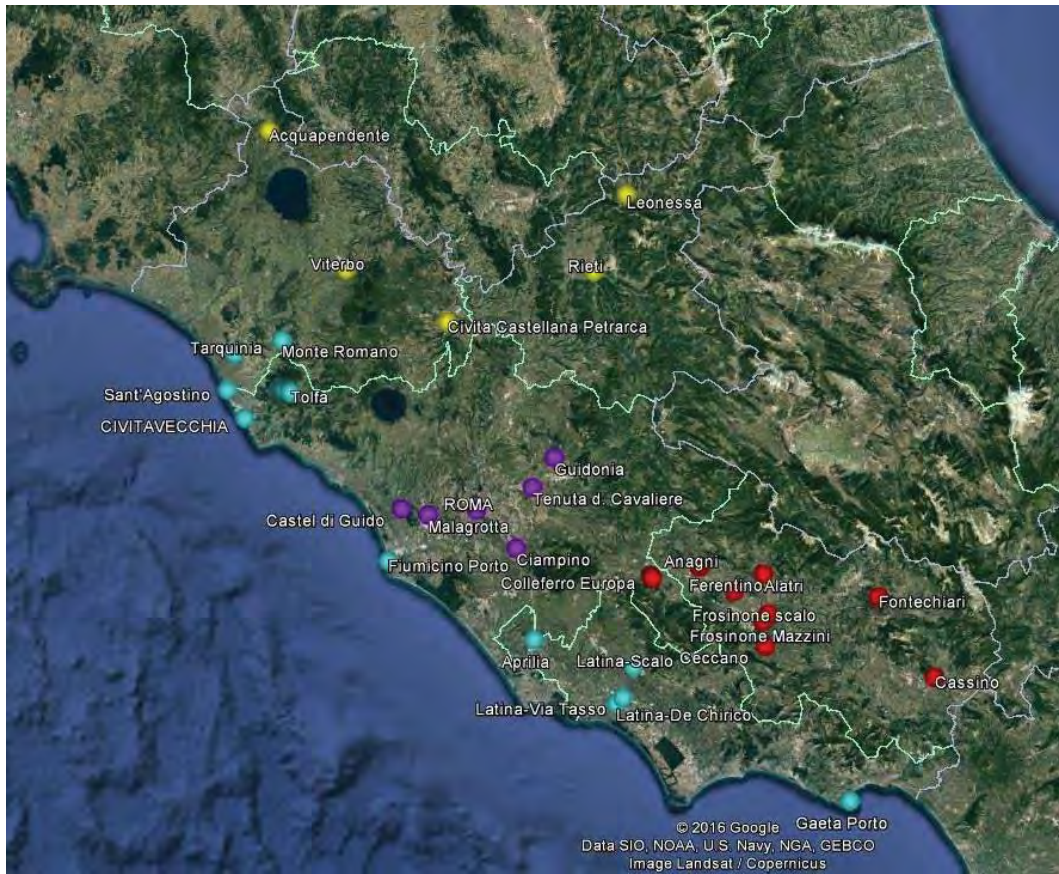 Acquapendente
Leonessa
Viterbo
Rieti
Civita Castellana Petrarca
Tarquinia
Monte Romano
Sant'Agostino
Tolfa
CIVITAVECCHIA
Guidonia
Tenuta d. Cavaliere
ROMA
Castel di Guido
Malagrotta
Ciampino
Fiumicino Porto
Anagni
Colleferro Europa
Ferentino
Alatri
Fontechiari
Frosinone scalo
Frosinone Mazzini
Aprilia
Latina-Scalo
Ceccano
Cassino
Latina-Via Tasso
Latina-De Chirico
Gaeta Porto
© 2016 Google
Data SIO, NOAA, U.S. Navy, NGA, GEBCO
Image Landsat / Copernicus